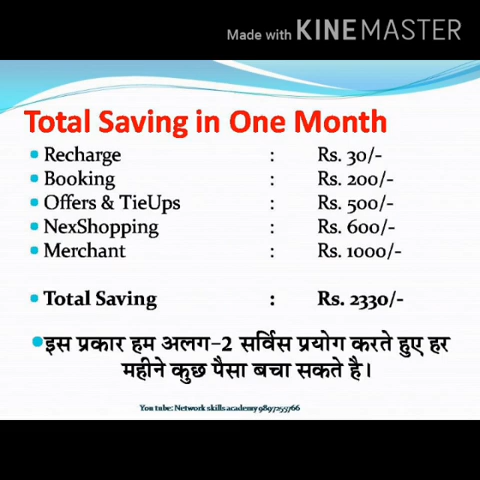 Made with KINEMASTER
Total Saving in One Month
• Recharge : Rs. 30/-
• Booking : Rs. 200/-
• Offers & TieUps : Rs. 500/-
• NexShopping : Rs. 600/-
• Merchant : Rs. 1000/-
• Total Saving : Rs. 2330/-
•इस प्रकार हम अलग-2 सर्विस प्रयोग करते हुए हर
महीने कुछ पैसा बचा सकते है।
You tube: Network skills academy 9897255766